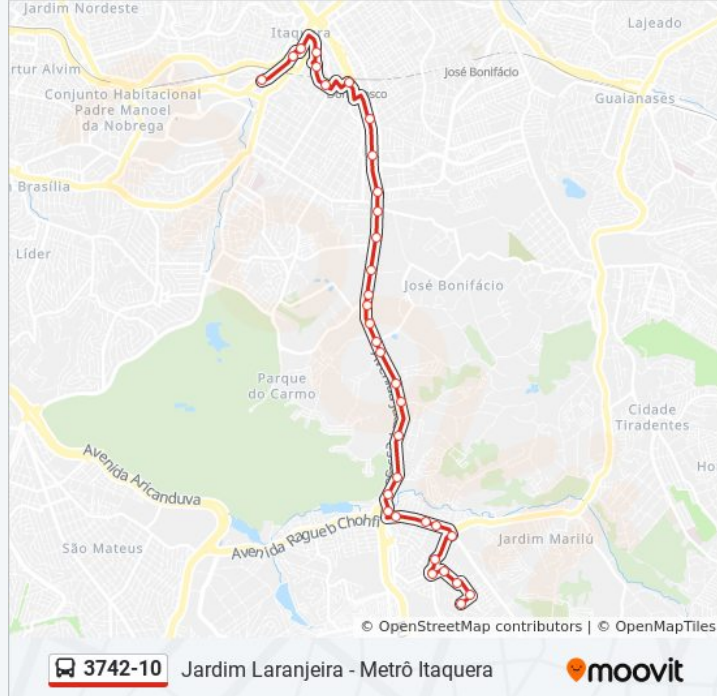 Jardim Nordeste
Itaquera
Lajeado
Artur Alvim
José Bonifácio
Conjunto Habitacional
Padre Manoel
da Nobrega
Guaianases
Brasília
Líder
José Bonifácio
Parque
do Carmo
Cidade
Tiradentes
Avenida Aricanduva
Avenida Ragueb Chohfi
São Mateus
Jardim Marilú
© OpenStreetMap contributors | © OpenMapTiles
3742-10 Jardim Laranjeira - Metrô Itaquera
moovit